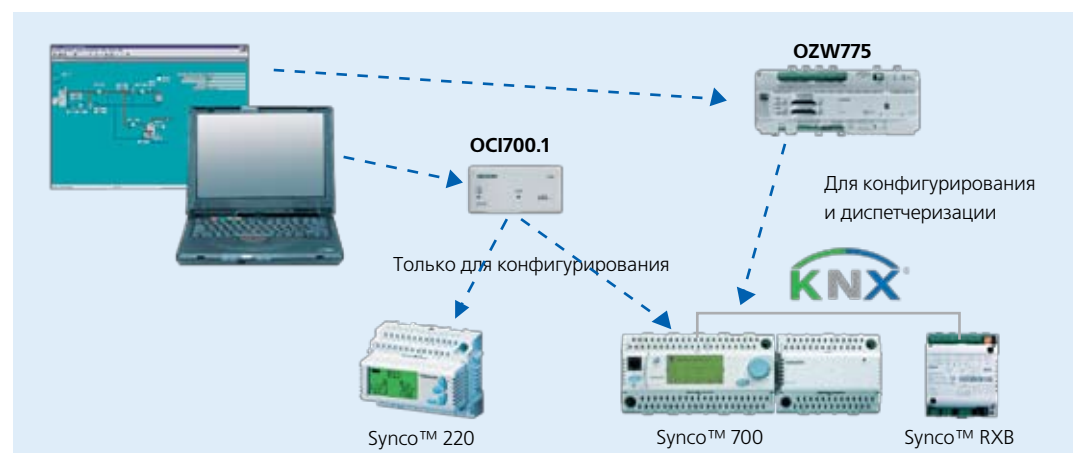 OZW775
OCI700.1
Для конфигурирования
и диспетчеризации
Только для конфигурирования
KNX
Synco™ 220
Synco™ 700
Synco™ RXB